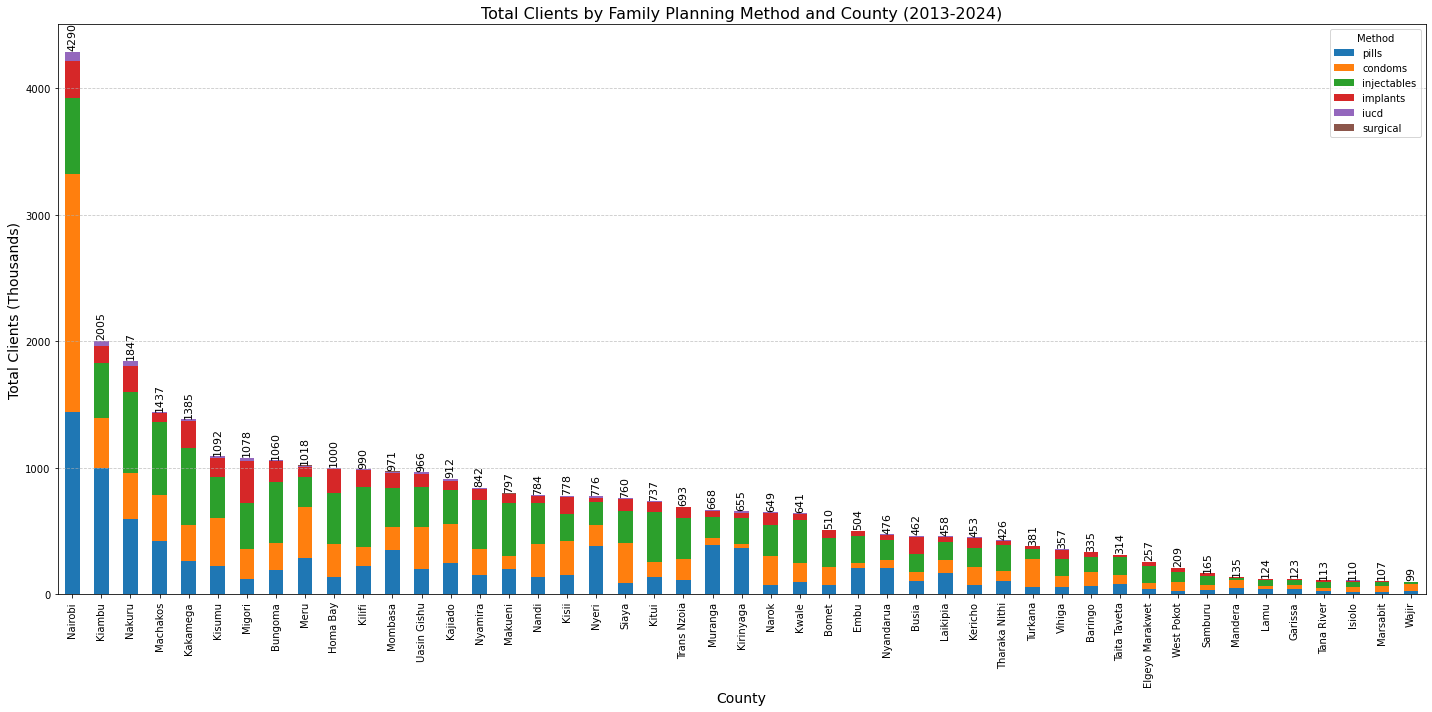 Total Clients by Family Planning Method and County (2013-2024)
Total Clients (Thousands)
4000
3000
2000
1000
0
4290
2005
1847
1437
1385
1092
1078
1060
1018
1000
990
971
966
912
842
797
784
778
776
760
737
693
668
655
649
641
510
504
476
462
458
453
426
381
357
335
314
257
209
165
135
124
123
113
110
107
99
Method
pills
condoms
injectables
implants
iucd
surgical
Nairobi
Kiambu
Nakuru
Machakos
Kakamega
Kisumu
Migori
Bungoma
Meru
Homa Bay
Kilifi
Mombasa
Uasin Gishu
Kajiado
Nyamira
Makueni
Nandi
Kisii
Nyeri
Siaya
Kitui
Trans Nzoia
Muranga
Kirinyaga
Narok
Kwale
Bomet
Embu
Nyandarua
Busia
Laikipia
Kericho
Tharaka Nithi
Turkana
Vihiga
Baringo
Taita Taveta
Elgeyo Marakwet
West Pokot
Samburu
Mandera
Lamu
Garissa
Tana River
Isiolo
Marsabit
Wajir
County